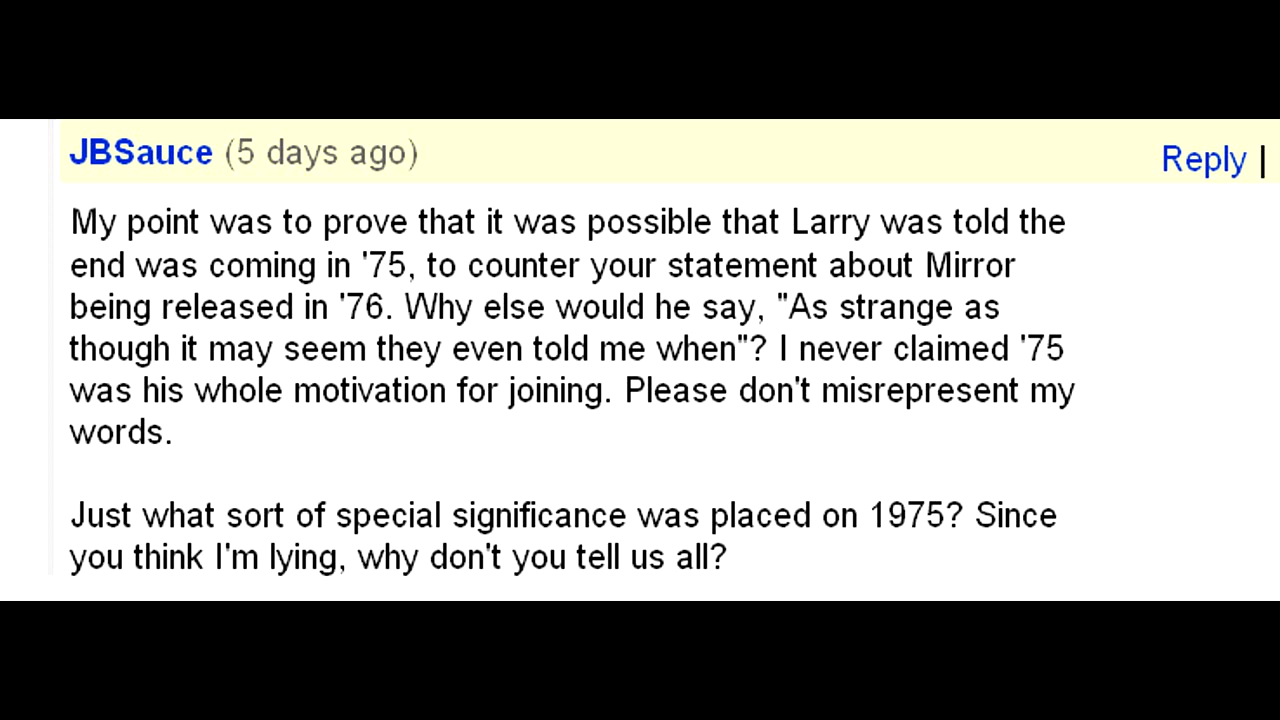 JBSauce (5 days ago)
Reply |
My point was to prove that it was possible that Larry was told the
end was coming in '75, to counter your statement about Mirror
being released in '76. Why else would he say, "As strange as
though it may seem they even told me when"? I never claimed '75
was his whole motivation for joining. Please don't misrepresent my
words.
Just what sort of special significance was placed on 1975? Since
you think I'm lying, why don't you tell us all?